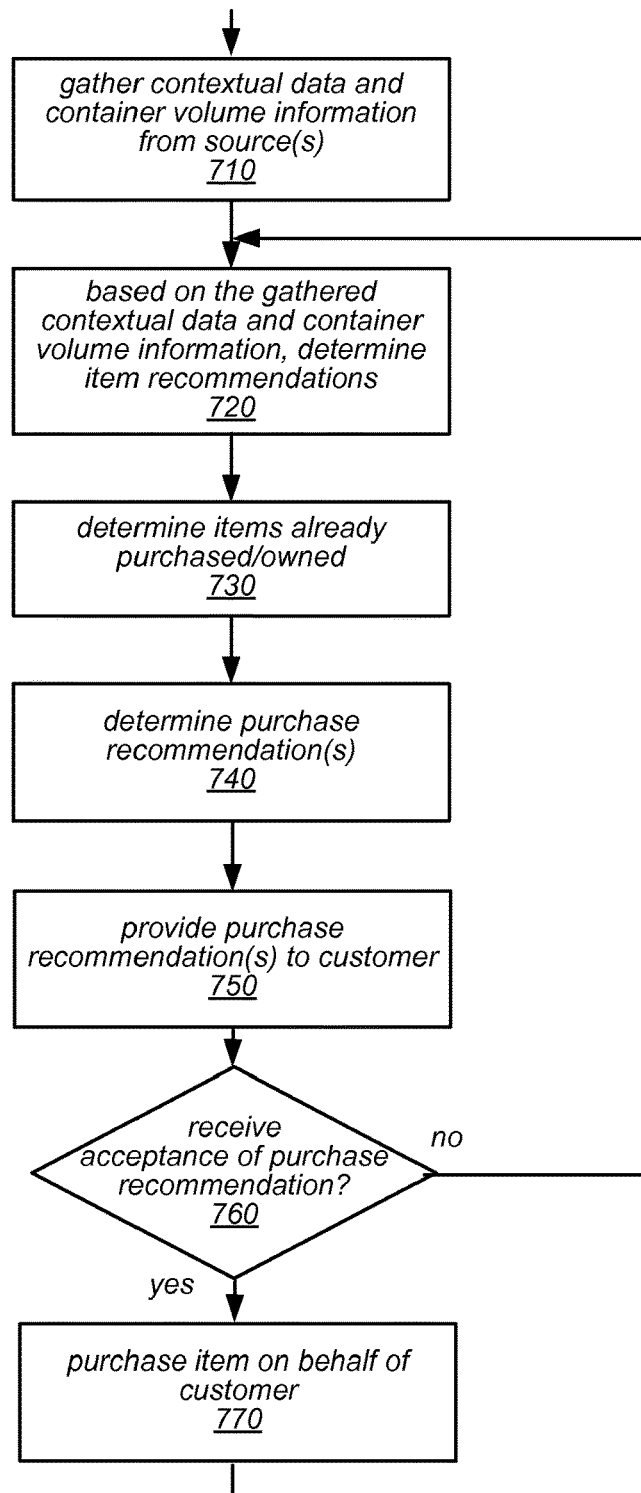 gather contextual data and
container volume information
from source(s)
710
based on the gathered
contextual data and container
volume information, determine
item recommendations
720
determine items already
purchased/owned
730
determine purchase
recommendation(s)
740
provide purchase
recommendation(s) to customer
750
receive
acceptance of purchase
recommendation?
760
no
yes
purchase item on behalf of
customer
770